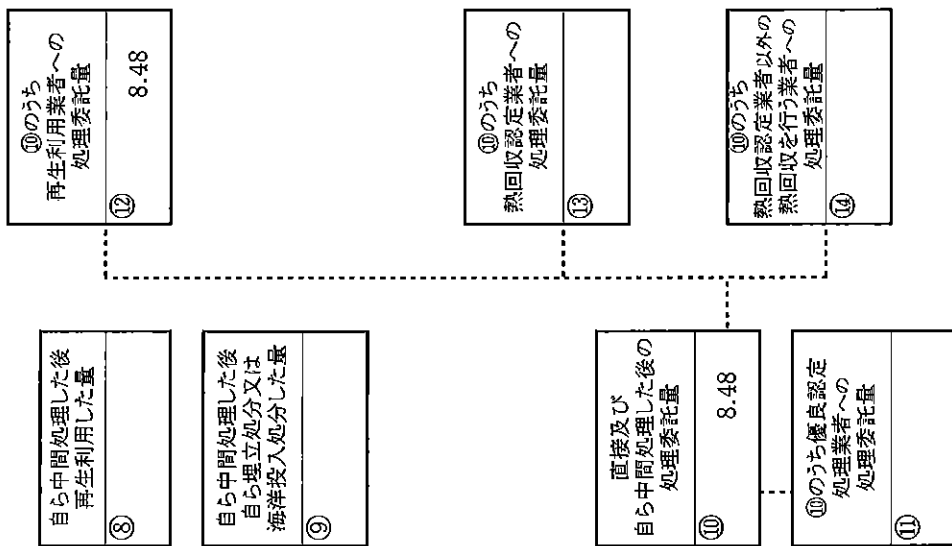 自ら中間処理した後
再生利用した量
⑧
自ら中間処理した後
自ら埋立処分又は
海洋投入処分した量
⑨
直接及び
自ら中間処理した後の
処理委託量
⑩
8.48
⑩のうち優良認定
処理業者への
処理委託量
⑪
⑩のうち
再生利用業者への
処理委託量
⑫
8.48
⑩のうち
熱回収認定業者への
処理委託量
⑬
⑩のうち
熱回収認定業者以外の
熱回収を行う業者への
処理委託量
⑭